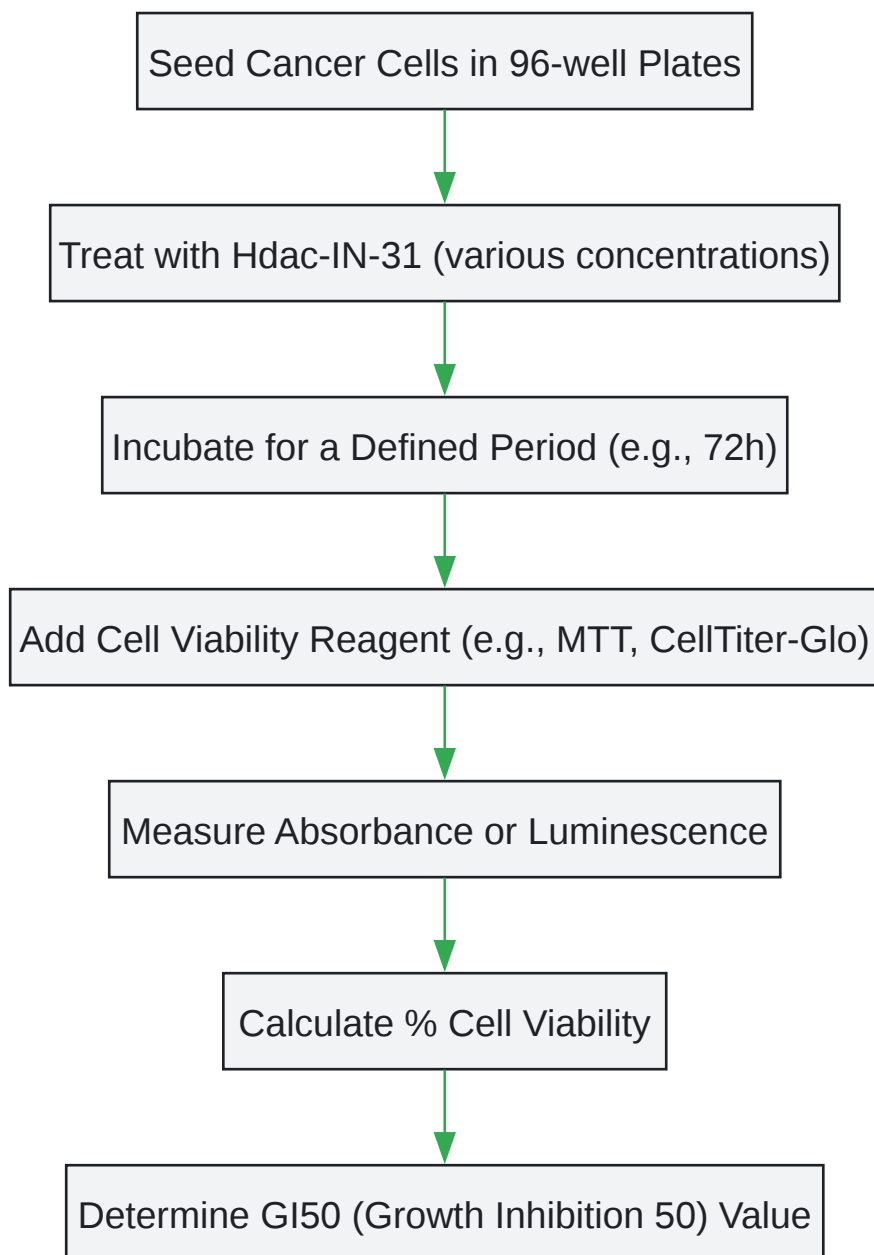 Seed Cancer Cells in 96-well Plates
Treat with Hdac-IN-31 (various concentrations)
Incubate for a Defined Period (e.g., 72h)
Add Cell Viability Reagent (e.g., MTT, CellTiter-Glo)
Measure Absorbance or Luminescence
Calculate % Cell Viability
Determine GI50 (Growth Inhibition 50) Value